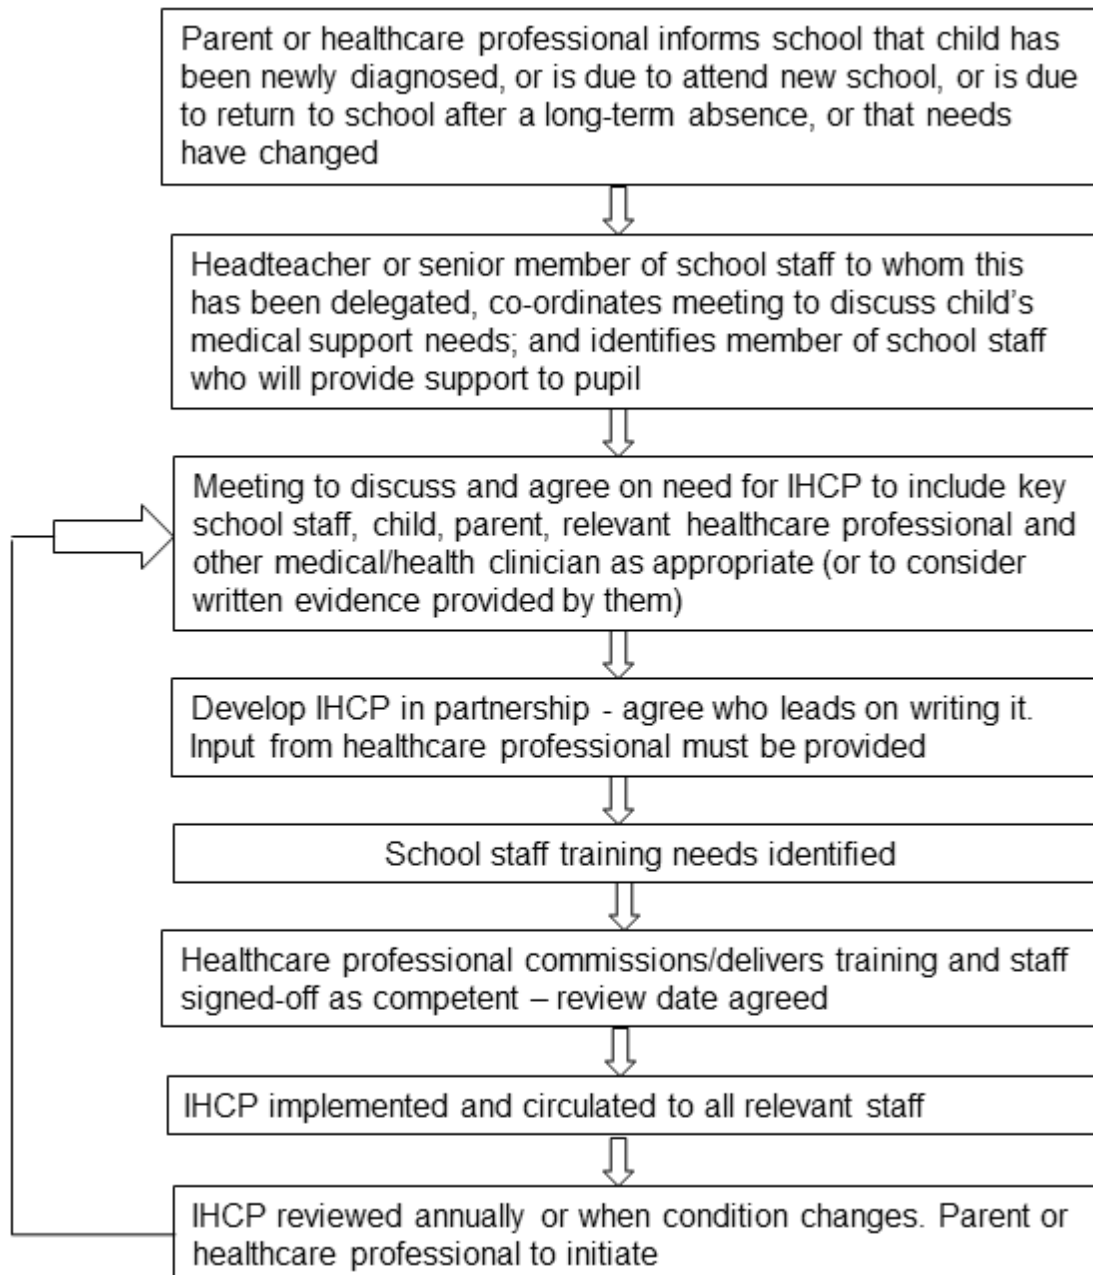 Parent or healthcare professional informs school that child has
been newly diagnosed, or is due to attend new school, or is due
to return to school after a long-term absence, or that needs
have changed
Headteacher or senior member of school staff to whom this
has been delegated, co-ordinates meeting to discuss child's
medical support needs; and identifies member of school staff
who will provide support to pupil
Meeting to discuss and agree on need for IHCP to include key
school staff, child, parent, relevant healthcare professional and
other medical/health clinician as appropriate (or to consider
written evidence provided by them)
Develop IHCP in partnership - agree who leads on writing it.
Input from healthcare professional must be provided
School staff training needs identified
Healthcare professional commissions/delivers training and staff
signed-off as competent – review date agreed
IHCP implemented and circulated to all relevant staff
IHCP reviewed annually or when condition changes. Parent or
healthcare professional to initiate